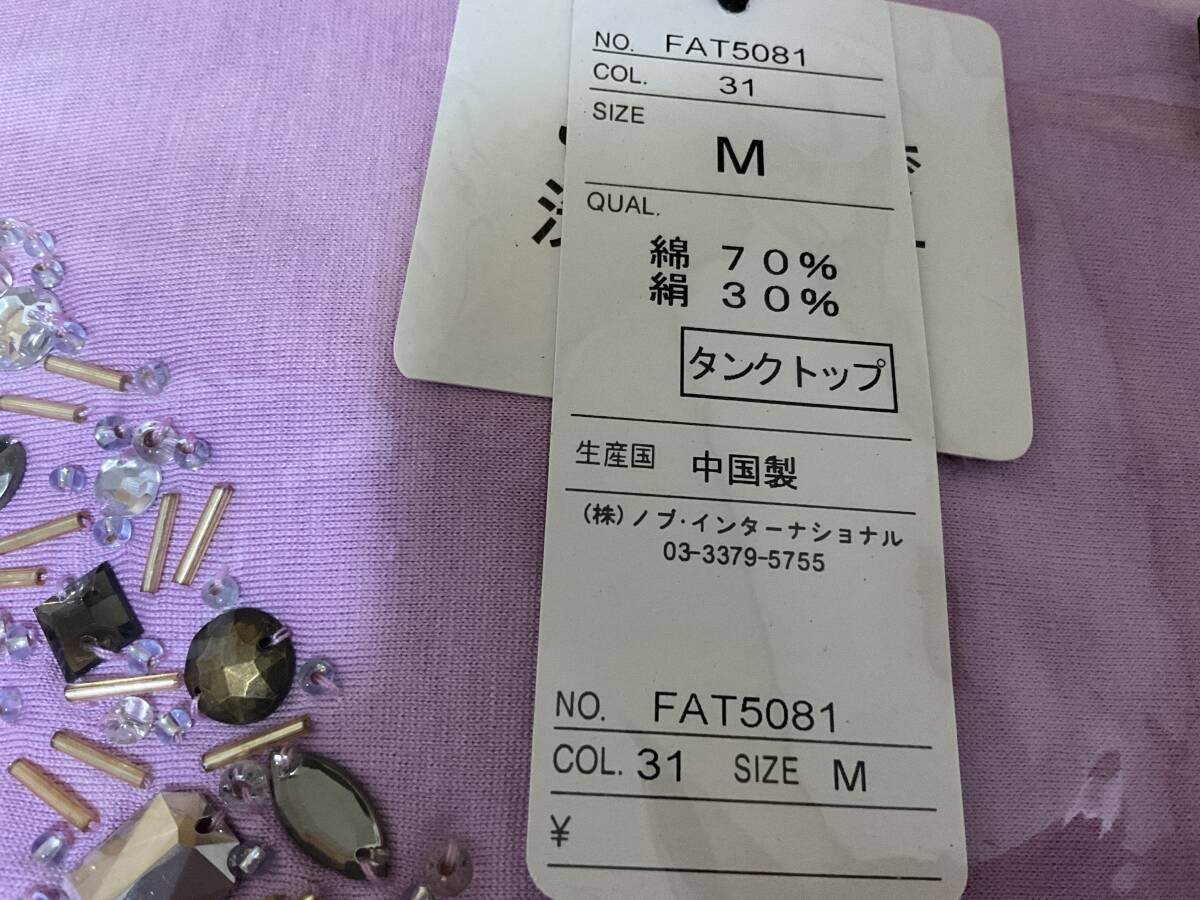 NO. FAT5081
COL. 31
SIZE
M
QUAL.
綿 70%
絹 30%
タンクトップ
生産国 中国製
(株)ノブ・インターナショナル
03-3379-5755
NO. FAT5081
COL. 31 SIZE M
¥